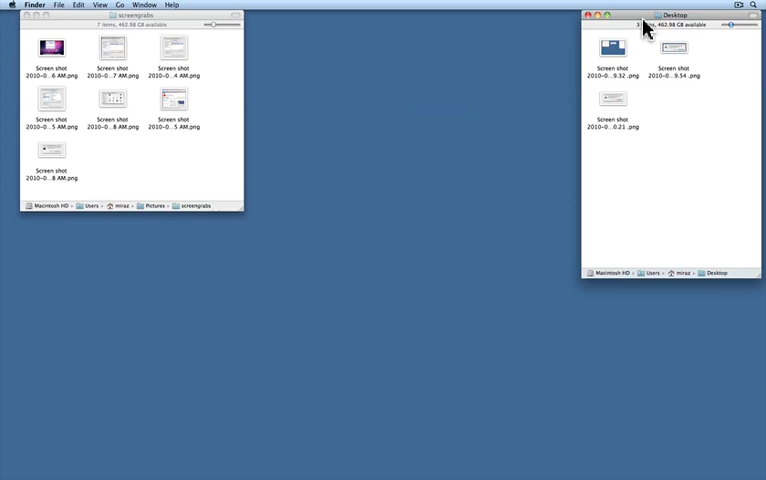 Finder File Edit View Go Window Help
screengrabs
7 items, 462.98 GB available
Screen shot
2010-0...6 AM.png
Screen shot
2010-0...7 AM.png
Screen shot
2010-0...4 AM.png
Screen shot
2010-0...5 AM.png
Screen shot
2010-0...8 AM.png
Screen shot
2010-0...5 AM.png
Screen shot
2010-0...8 AM.png
Macintosh HD Users miraz Pictures screengrabs
Desktop
462.98 GB available
Screen shot
2010-0...9.32 .png
Screen shot
2010-0...9.54 .png
Screen shot
2010-0...0.21 .png
Macintosh HD Users miraz Desktop